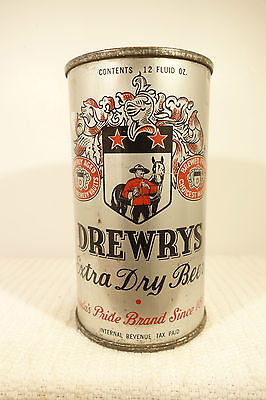 CONTENTS 12 FLUID OZ.
DREWRYS
Extra Dry Beer
Pride Brand Since
INTERNAL REVENUE TAX PAID